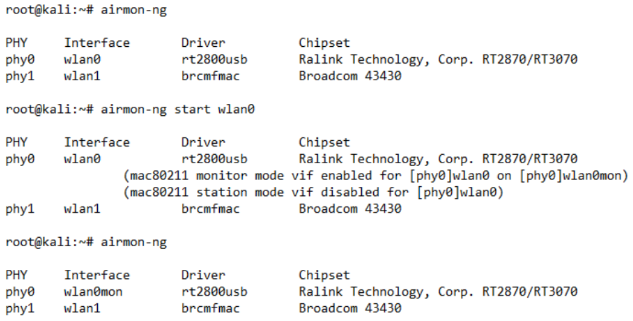 root@kali:~# airmon-ng
PHY Interface Driver Chipset
phy0 wlan0 rt2800usb Ralink Technology, Corp. RT2870/RT3070
phy1 wlan1 brcmfmac Broadcom 43430
root@kali:~# airmon-ng start wlan0
PHY Interface Driver Chipset
phy0 wlan0 rt2800usb Ralink Technology, Corp. RT2870/RT3070
(mac80211 monitor mode vif enabled for [phy0]wlan0 on [phy0]wlan0mon)
(mac80211 station mode vif disabled for [phy0]wlan0)
phy1 wlan1 brcmfmac Broadcom 43430
root@kali:~# airmon-ng
PHY Interface Driver Chipset
phy0 wlan0mon rt2800usb Ralink Technology, Corp. RT2870/RT3070
phy1 wlan1 brcmfmac Broadcom 43430